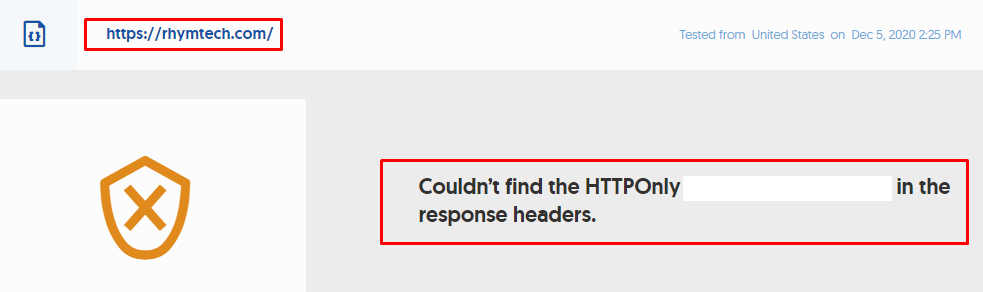 https://rhymtech.com/
Tested from United States on Dec 5, 2020 2:25 PM
Couldn't find the HTTPOnly in the
response headers.